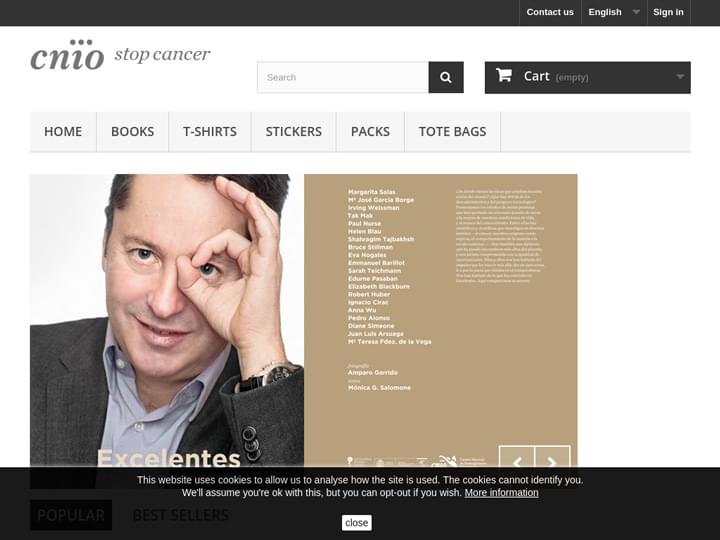 Contact us
English
Sign in
cnio stop cancer
Search
Cart (empty)
HOME
BOOKS
T-SHIRTS
STICKERS
PACKS
TOTE BAGS
Margarita Salas
Mª José García Borge
Irving Weissman
Tak Mak
Paul Nurse
Helen Blau
Shahragim Tajbakhsh
Bruce Stillman
Eva Nogales
Emmanuel Barillot
Sarah Teichmann
Edurne Pasaban
Elizabeth Blackburn
Robert Huber
Ignacio Cirac
Anna Wu
Pedro Alonso
Diane Simeone
Juan Luis Arsuaga
Mª Teresa Fdez. de la Vega
fotografía
Amparo Garrido
textos
Mónica G. Salomone
Excelentes
This website uses cookies to allow us to analyse how the site is used. The cookies cannot identify you.
We'll assume you're ok with this, but you can opt-out if you wish. More information
POPULAR
BEST SELLERS
close